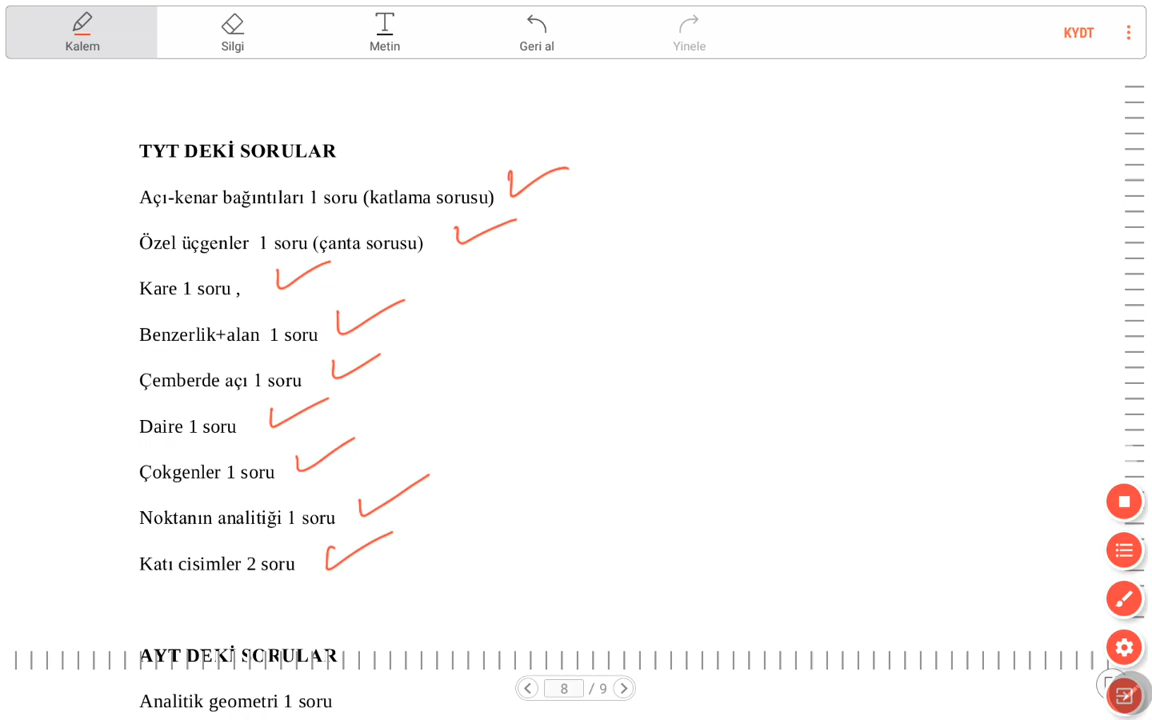 Kalem Silgi Metin Geri al Yinele KYDT
TYT DEKİ SORULAR
Açı-kenar bağıntıları 1 soru (katlama sorusu)
Özel üçgenler 1 soru (çanta sorusu)
Kare 1 soru ,
Benzerlik+alan 1 soru
Çemberde açı 1 soru
Daire 1 soru
Çokgenler 1 soru
Noktanın analitiği 1 soru
Katı cisimler 2 soru
AYT DEKİ SORULAR
8 / 9
Analitik geometri 1 soru